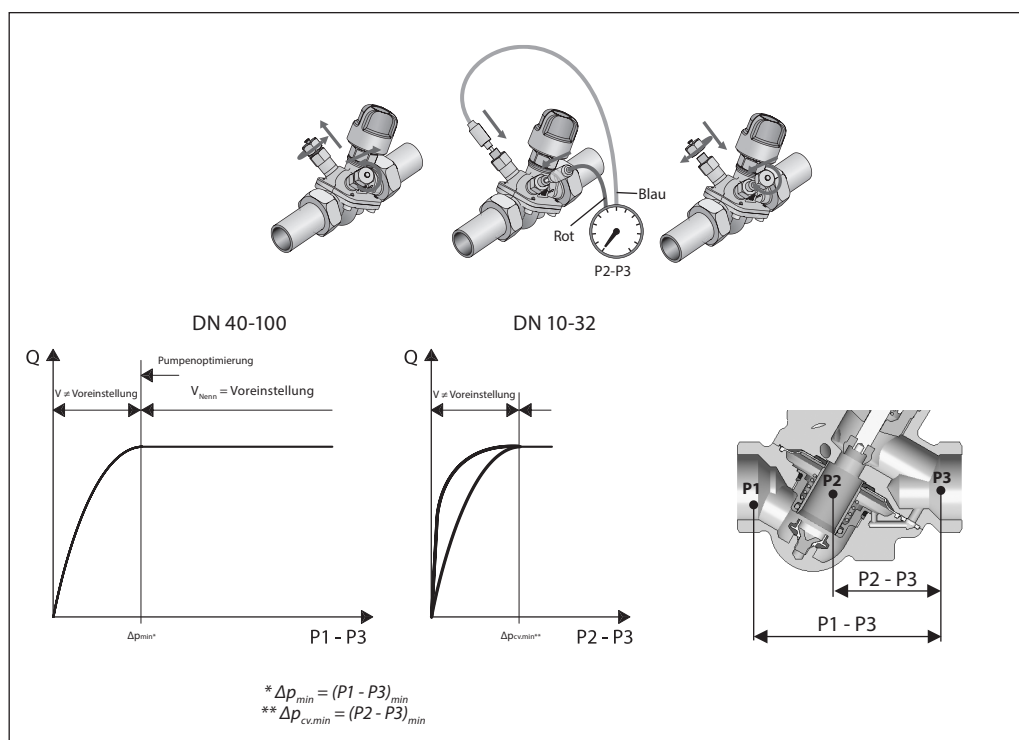 Blau
Rot
P2-P3
DN 40-100
DN 10-32
Q
Pumpenoptimierung
V ≠ Voreinstellung
V_Nenn = Voreinstellung
Δp_min*
P1 - P3
Q
V ≠ Voreinstellung
Δp_cv.min**
P2 - P3
P1
P2
P3
P2 - P3
P1 - P3
* Δp_min = (P1 - P3)_min
** Δp_cv.min = (P2 - P3)_min